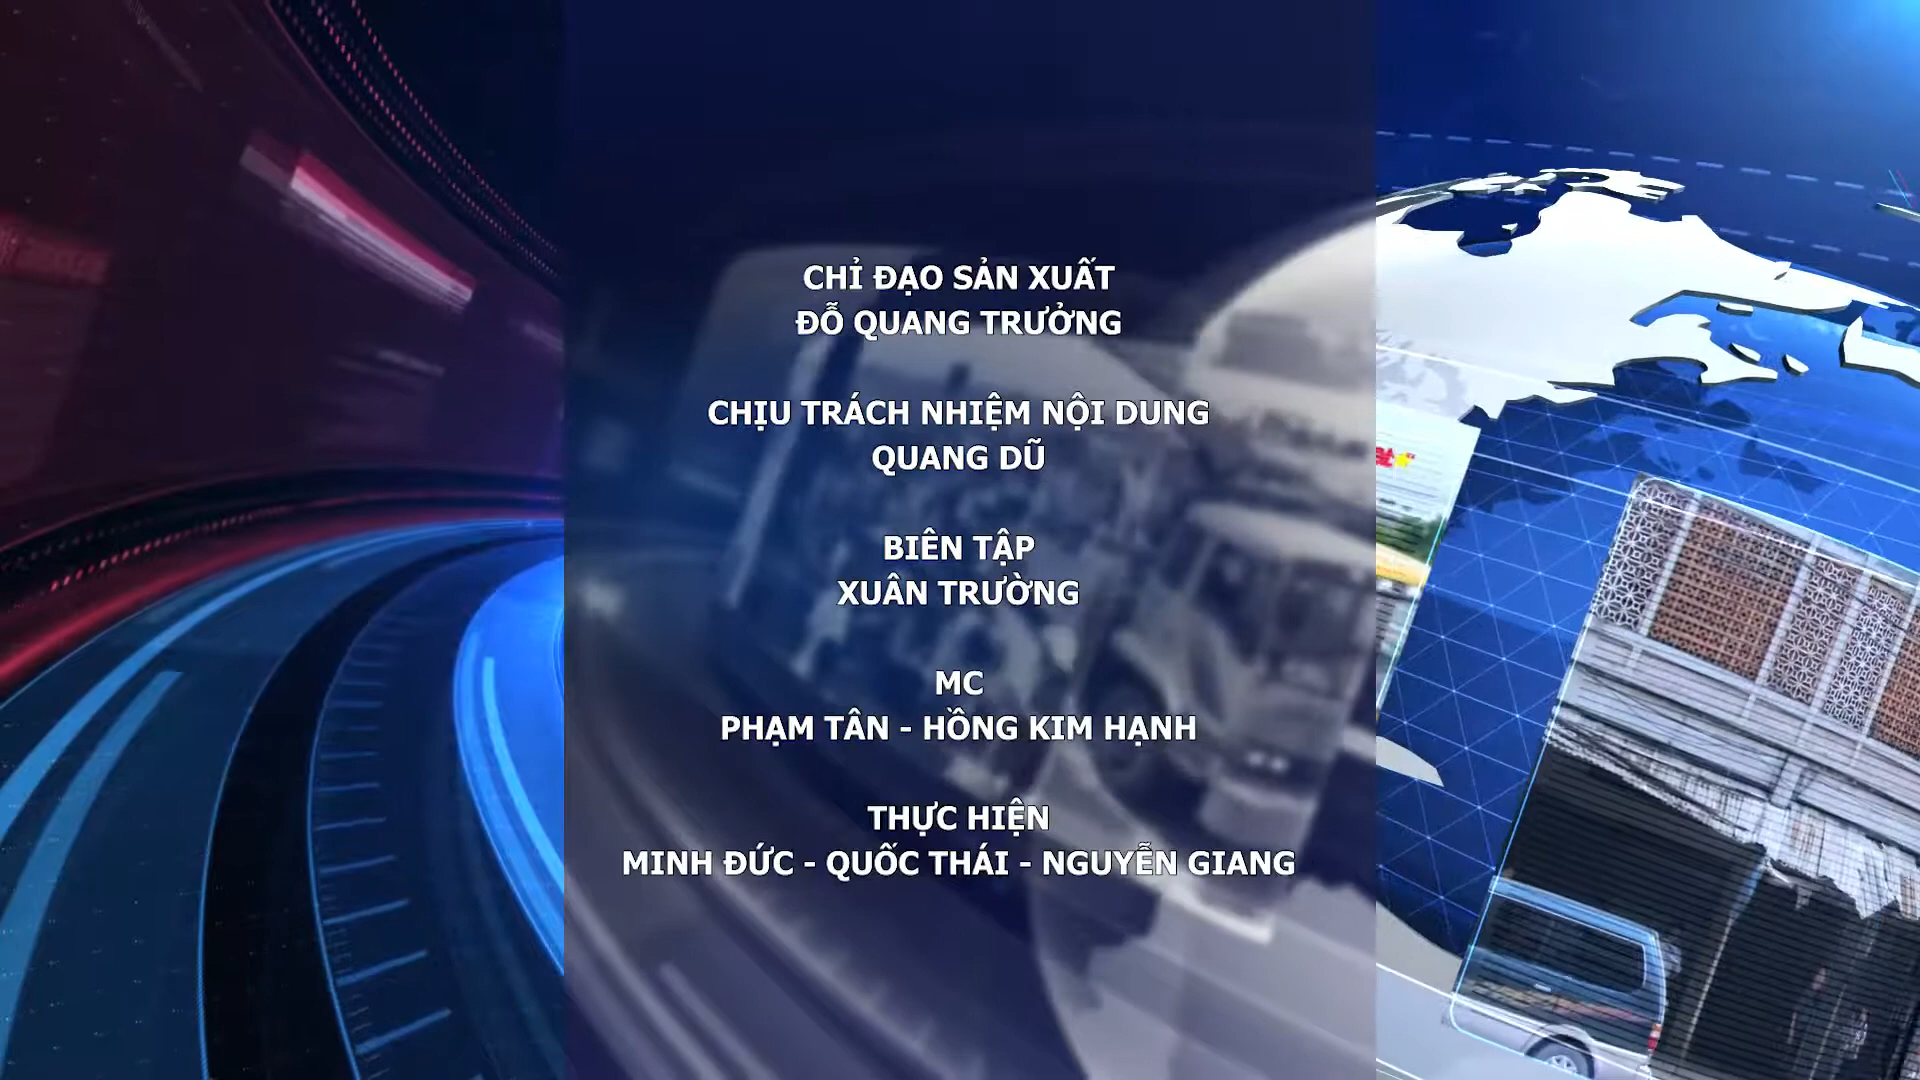 CHỈ ĐẠO SẢN XUẤT
ĐỖ QUANG TRƯỞNG
CHỊU TRÁCH NHIỆM NỘI DUNG
QUANG DŨ
BIÊN TẬP
XUÂN TRƯỜNG
MC
PHẠM TÂN - HỒNG KIM HẠNH
THỰC HIỆN
MINH ĐỨC - QUỐC THÁI - NGUYỄN GIANG